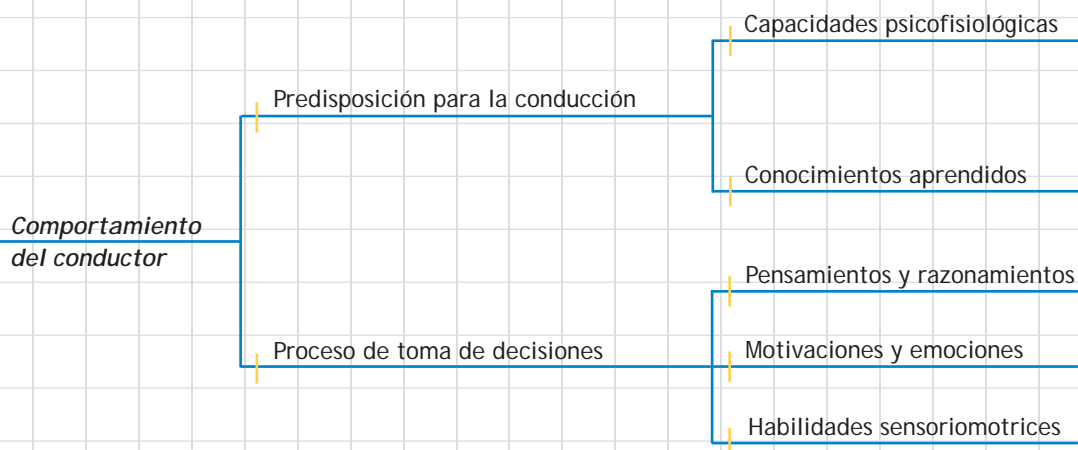 Capacidades psicofisiológicas
Predisposición para la conducción
Conocimientos aprendidos
Comportamiento
del conductor
Pensamientos y razonamientos
Proceso de toma de decisiones
Motivaciones y emociones
Habilidades sensoriomotrices